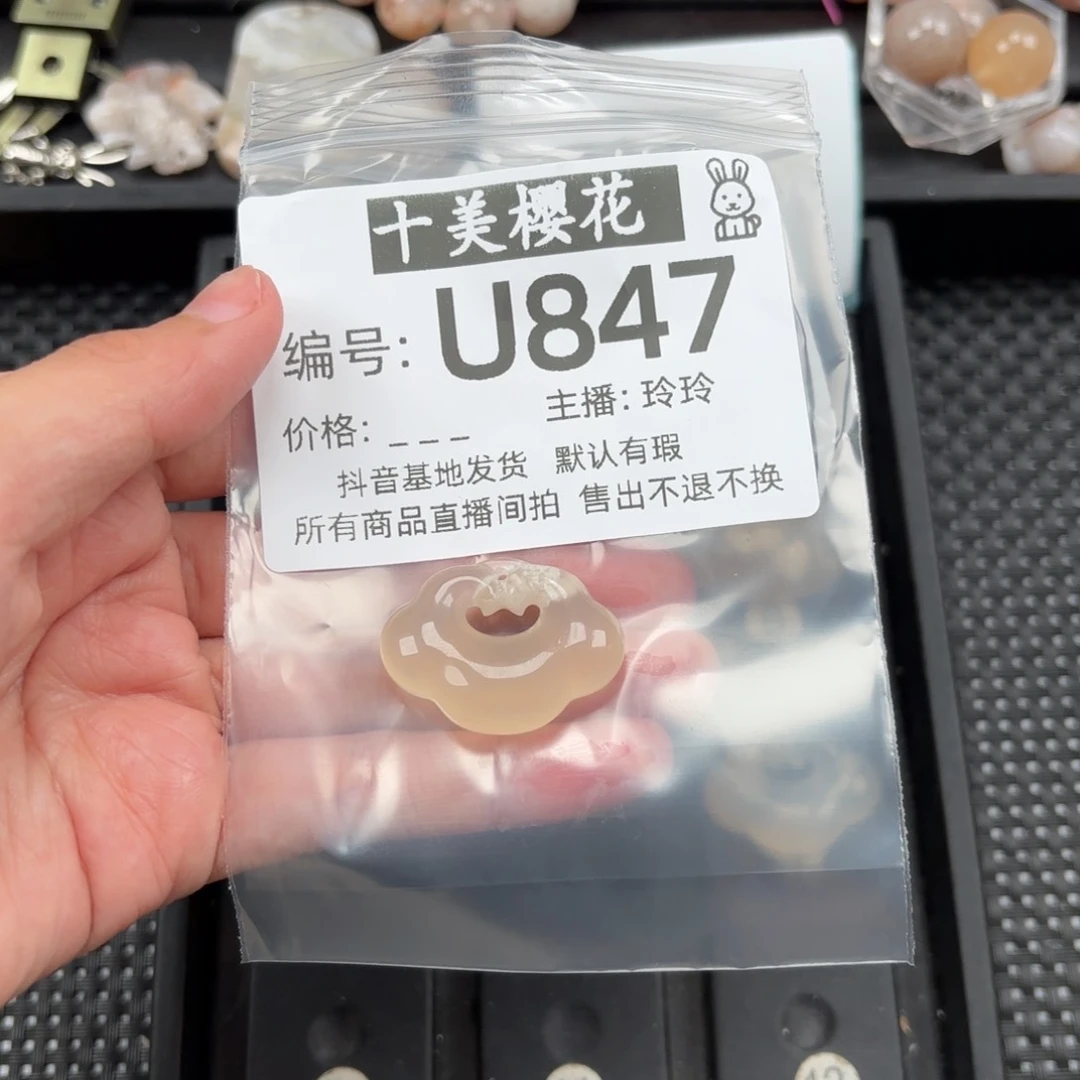 十美樱花
编号: U847
价格: _ _ _ 主播: 玲玲
抖音基地发货 默认有瑕
所有商品直播间拍 售出不退不换